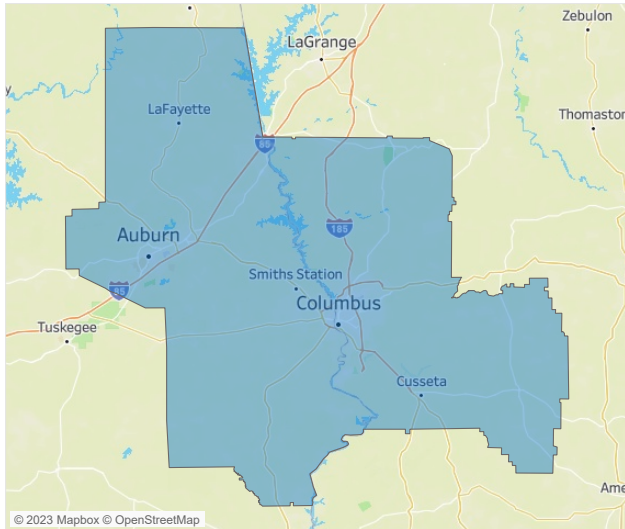 Zebulon
LaGrange
LaFayette
Thomaston
85
185
Auburn
Smiths Station
85
Columbus
Tuskegee
Cusseta
Ame
© 2023 Mapbox © OpenStreetMap